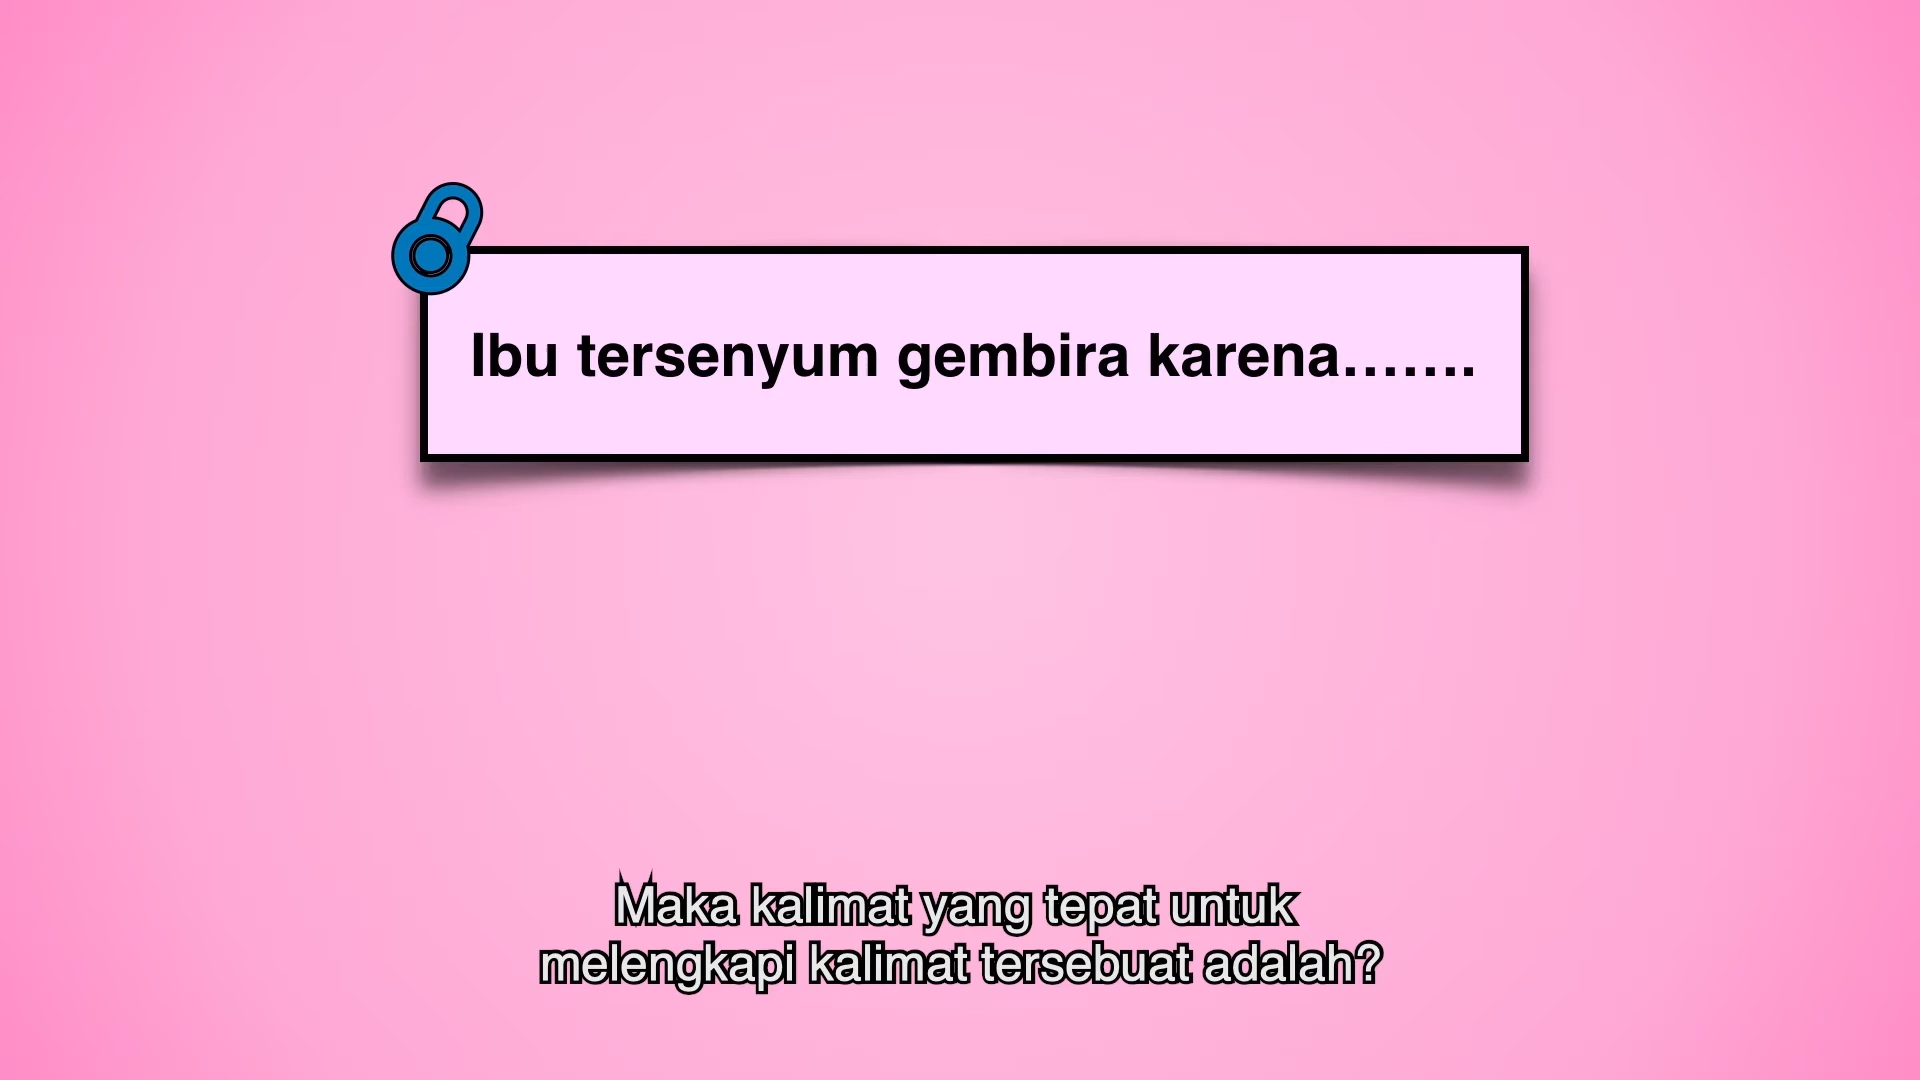 Ibu tersenyum gembira karena.......
Maka kalimat yang tepat untuk
melengkapi kalimat tersebuat adalah?